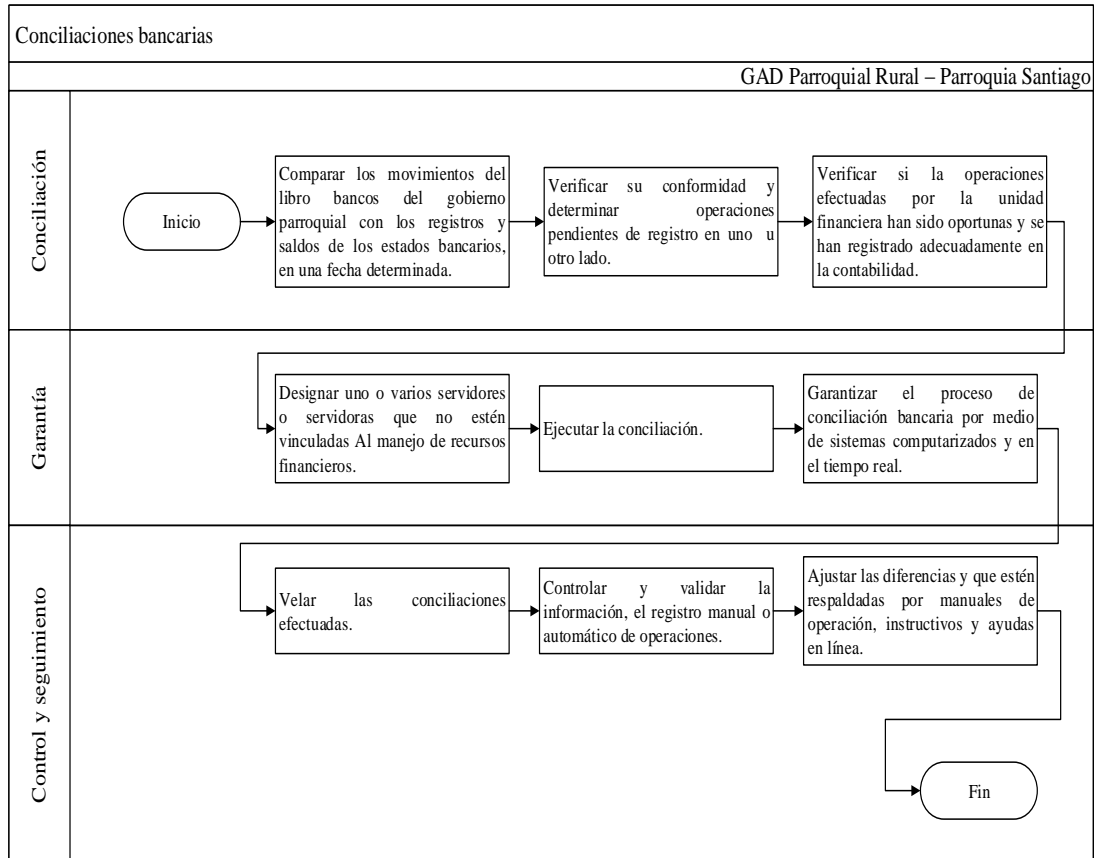 Conciliaciones bancarias
GAD Parroquial Rural – Parroquia Santiago
Conciliación
Inicio
Comparar los movimientos del
libro bancos del gobierno
parroquial con los registros y
saldos de los estados bancarios,
en una fecha determinada.
Verificar su conformidad y
determinar operaciones
pendientes de registro en uno u
otro lado.
Verificar si la operaciones
efectuadas por la unidad
financiera han sido oportunas y se
han registrado adecuadamente en
la contabilidad.
Garantía
Designar uno o varios servidores
o servidoras que no estén
vinculadas Al manejo de recursos
financieros.
Ejecutar la conciliación.
Garantizar el proceso de
conciliación bancaria por medio
de sistemas computarizados y en
el tiempo real.
Control y seguimiento
Velar las conciliaciones
efectuadas.
Controlar y validar la
información, el registro manual o
automático de operaciones.
Ajustar las diferencias y que estén
respaldadas por manuales de
operación, instructivos y ayudas
en línea.
Fin